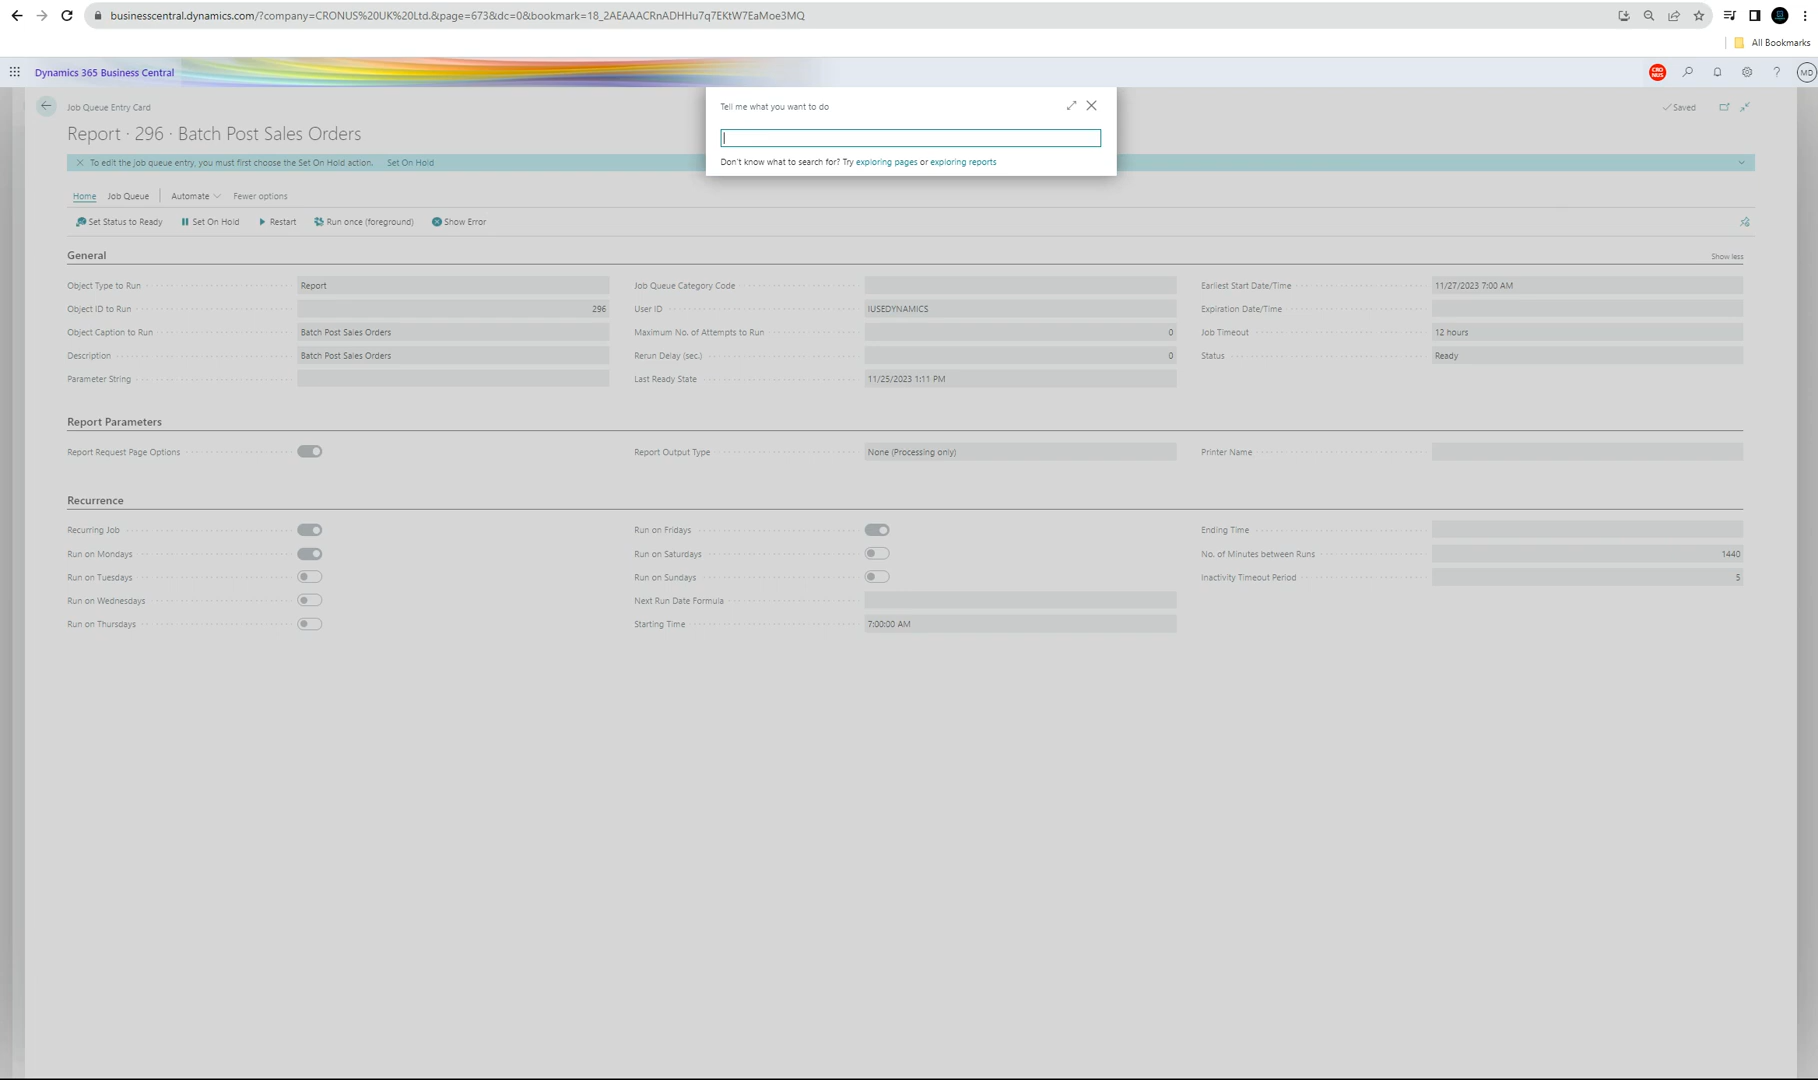 businesscentral.dynamics.com/?company=CRONUS%20UK%20Ltd.&page=673&dc=0&bookmark=18_2AEAAACRnADHHu7q7EKtW7EaMoe3MQ
All Bookmarks
Dynamics 365 Business Central
CRO
NUS
?
MD
Job Queue Entry Card
Saved
Report · 296 · Batch Post Sales Orders
Tell me what you want to do
Don't know what to search for? Try exploring pages or exploring reports
To edit the job queue entry, you must first choose the Set On Hold action. Set On Hold
Home Job Queue Automate Fewer options
Set Status to Ready Set On Hold Restart Run once (foreground) Show Error
General Show less
Object Type to Run Report Job Queue Category Code Earliest Start Date/Time 11/27/2023 7:00 AM
Object ID to Run 296 User ID IUSEDYNAMICS Expiration Date/Time
Object Caption to Run Batch Post Sales Orders Maximum No. of Attempts to Run 0 Job Timeout 12 hours
Description Batch Post Sales Orders Rerun Delay (sec.) 0 Status Ready
Parameter String Last Ready State 11/25/2023 1:11 PM
Report Parameters
Report Request Page Options Report Output Type None (Processing only) Printer Name
Recurrence
Recurring Job Run on Fridays Ending Time
Run on Mondays Run on Saturdays No. of Minutes between Runs 1440
Run on Tuesdays Run on Sundays Inactivity Timeout Period 5
Run on Wednesdays Next Run Date Formula
Run on Thursdays Starting Time 7:00:00 AM